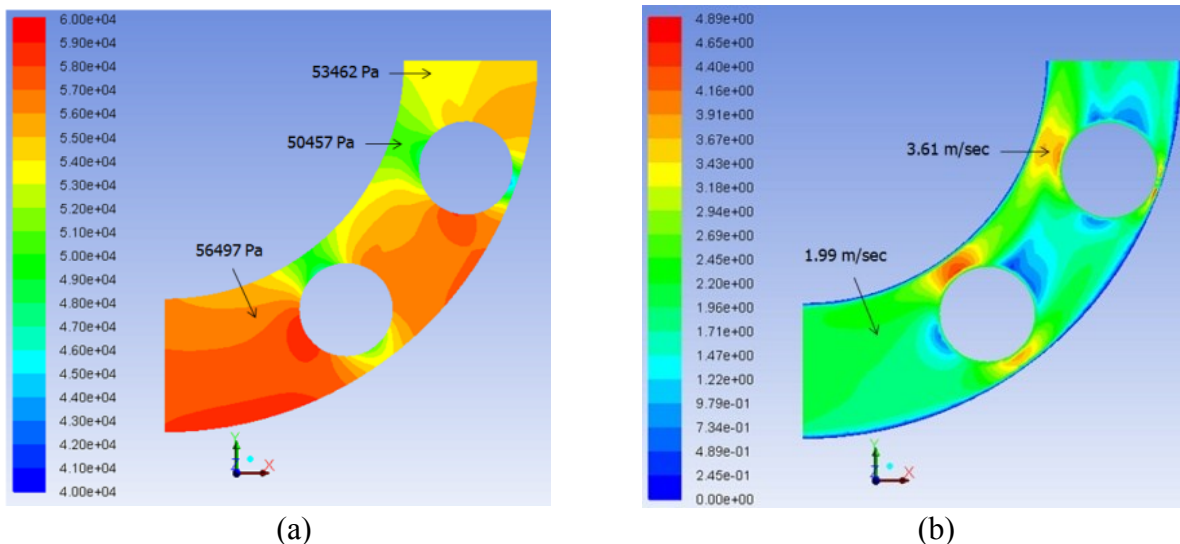 6.00e+04
5.90e+04
5.80e+04
5.70e+04
5.60e+04
5.50e+04
5.40e+04
5.30e+04
5.20e+04
5.10e+04
5.00e+04
4.90e+04
4.80e+04
4.70e+04
4.60e+04
4.50e+04
4.40e+04
4.30e+04
4.20e+04
4.10e+04
4.00e+04
53462 Pa
50457 Pa
56497 Pa
Y
Z
X
(a)
4.89e+00
4.65e+00
4.40e+00
4.16e+00
3.91e+00
3.67e+00
3.43e+00
3.18e+00
2.94e+00
2.69e+00
2.45e+00
2.20e+00
1.96e+00
1.71e+00
1.47e+00
1.22e+00
9.79e-01
7.34e-01
4.89e-01
2.45e-01
0.00e+00
3.61 m/sec
1.99 m/sec
Y
Z
X
(b)